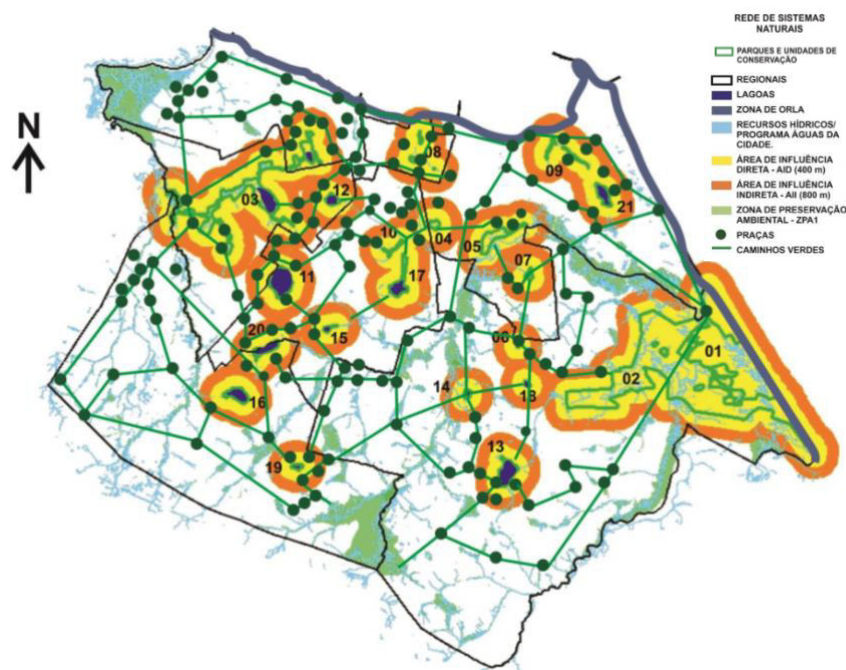 REDE DE SISTEMAS
NATURAIS
PARQUES E UNIDADES DE
CONSERVAÇÃO
REGIONAIS
LAGOAS
ZONA DE ORLA
RECURSOS HÍDRICOS/
PROGRAMA ÁGUAS DA
CIDADE.
ÁREA DE INFLUÊNCIA
DIRETA - AID (400 m)
ÁREA DE INFLUÊNCIA
INDIRETA - AII (800 m)
ZONA DE PRESERVAÇÃO
AMBIENTAL - ZPA1
PRAÇAS
CAMINHOS VERDES
N
08
09
12
03
21
04
10
05
07
11
17
20
15
01
02
16
14
18
13
19